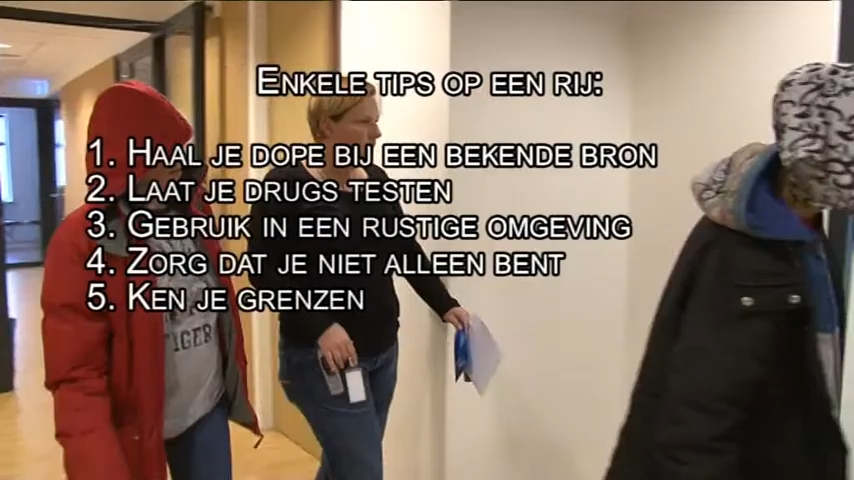 Enkele tips op een rij:
1. Haal je dope bij een bekende bron
2. Laat je drugs testen
3. Gebruik in een rustige omgeving
4. Zorg dat je niet alleen bent
5. Ken je grenzen